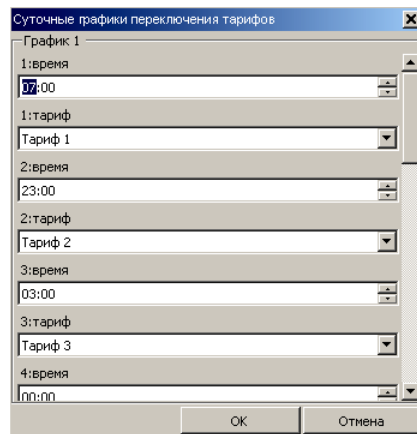 Суточные графики переключения тарифов
График 1
1:время
07:00
1:тариф
Тариф 1
2:время
23:00
2:тариф
Тариф 2
3:время
03:00
3:тариф
Тариф 3
4:время
00:00
ОК
Отмена